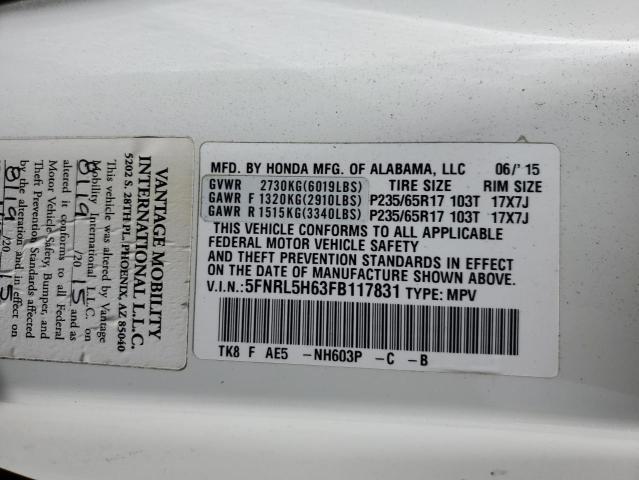 VANTAGE MOBILITY
INTERNATIONAL L.L.C.
5202 S. 28TH PL. PHOENIX, AZ 85040
This vehicle was altered by Vantage
Mobility International L.L.C. on
8/19 /20 15 and as
altered it conforms to all Federal
Motor Vehicle Safety, Bumper, and
Theft Prevention Standards affected
by the alteration and in effect on
8/19 /20 15
MFD. BY HONDA MFG. OF ALABAMA, LLC 06/'15
GVWR 2730KG(6019LBS) TIRE SIZE RIM SIZE
GAWR F 1320KG(2910LBS) P235/65R17 103T 17X7J
GAWR R 1515KG(3340LBS) P235/65R17 103T 17X7J
THIS VEHICLE CONFORMS TO ALL APPLICABLE
FEDERAL MOTOR VEHICLE SAFETY
AND THEFT PREVENTION STANDARDS IN EFFECT
ON THE DATE OF MANUFACTURE SHOWN ABOVE.
V.I.N.: 5FNRL5H63FB117831 TYPE: MPV
TK8 F AE5 -NH603P -C -B